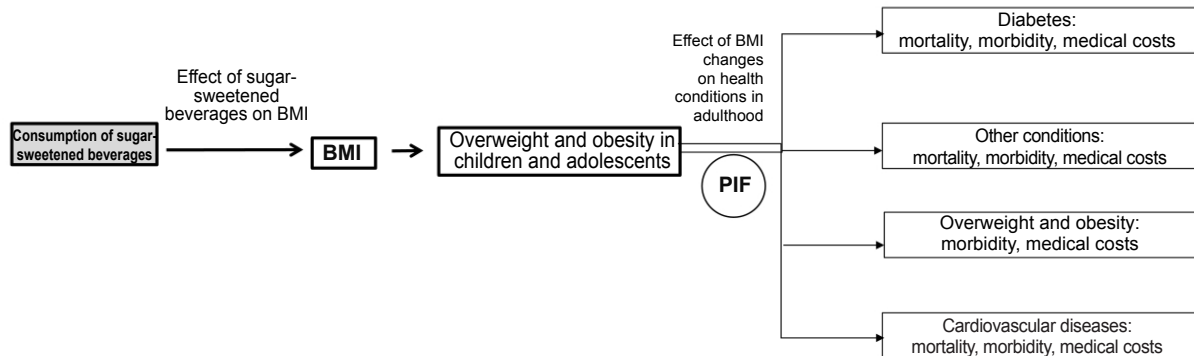 Consumption of sugar-
sweetened beverages
Effect of sugar-
sweetened
beverages on BMI
BMI
Overweight and obesity in
children and adolescents
Effect of BMI
changes
on health
conditions in
adulthood
PIF
Diabetes:
mortality, morbidity, medical costs
Other conditions:
mortality, morbidity, medical costs
Overweight and obesity:
morbidity, medical costs
Cardiovascular diseases:
mortality, morbidity, medical costs